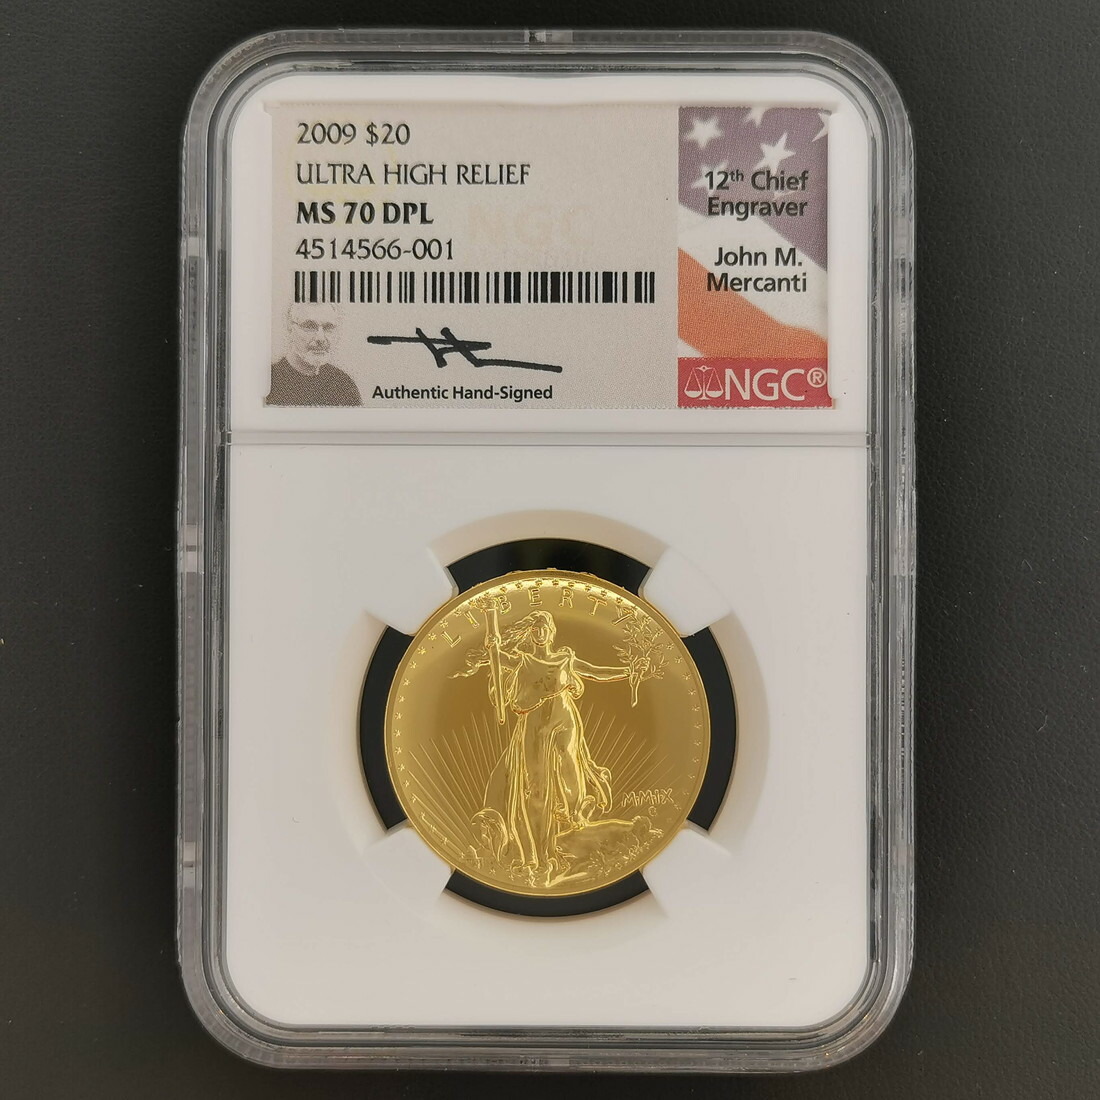 2009 $20
ULTRA HIGH RELIEF
MS 70 DPL
4514566-001
Authentic Hand-Signed
12th Chief
Engraver
John M.
Mercanti
NGC®
NGC
LIBERTY
MMIX